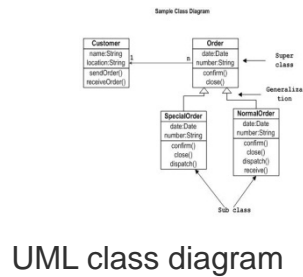 Sample Class Diagram
Customer
name:String
location:String
sendOrder()
receiveOrder()
1
n
Order
date:Date
number:String
confirm()
close()
Super
class
Generaliza
tion
SpecialOrder
date:Date
number:String
confirm()
close()
dispatch()
NormalOrder
date:Date
number:String
confirm()
close()
dispatch()
receive()
Sub class
UML class diagram